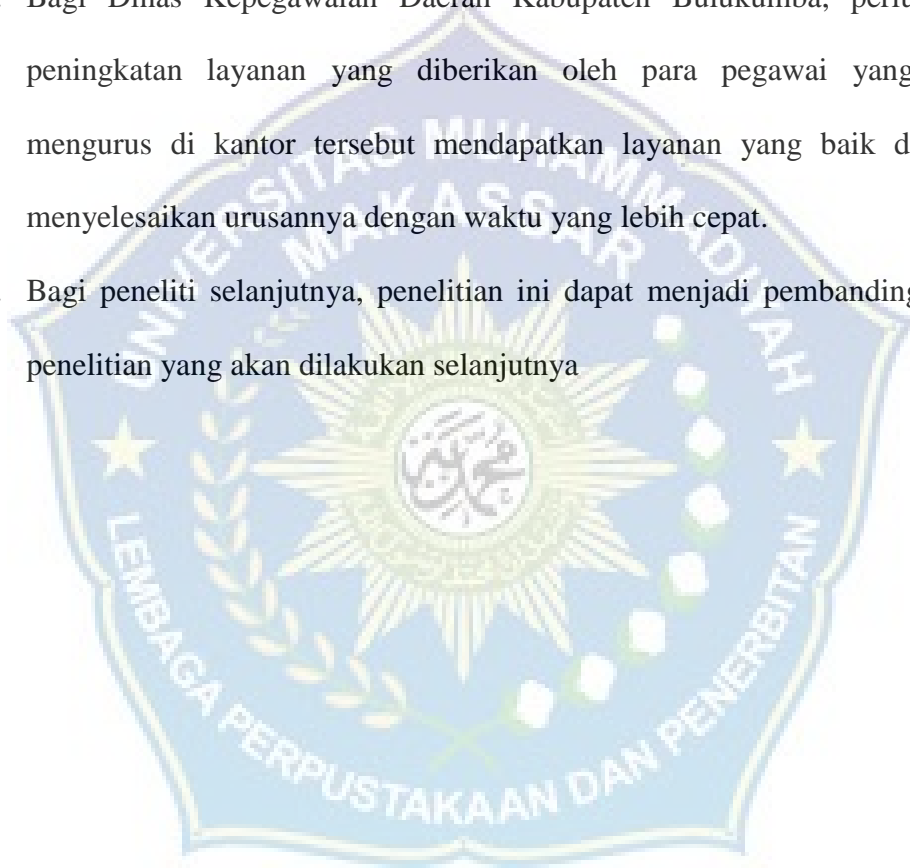 Bagi Dinas Kepegawaian Daerah Kabupaten Bulukumba, perlu
peningkatan layanan yang diberikan oleh para pegawai yang
mengurus di kantor tersebut mendapatkan layanan yang baik d
menyelesaikan urusannya dengan waktu yang lebih cepat.
Bagi peneliti selanjutnya, penelitian ini dapat menjadi pembanding
penelitian yang akan dilakukan selanjutnya
UNIVERSITAS MUHAMMADIYAH
MAKASSAR
LEMBAGA PERPUSTAKAAN DAN PENERBITAN